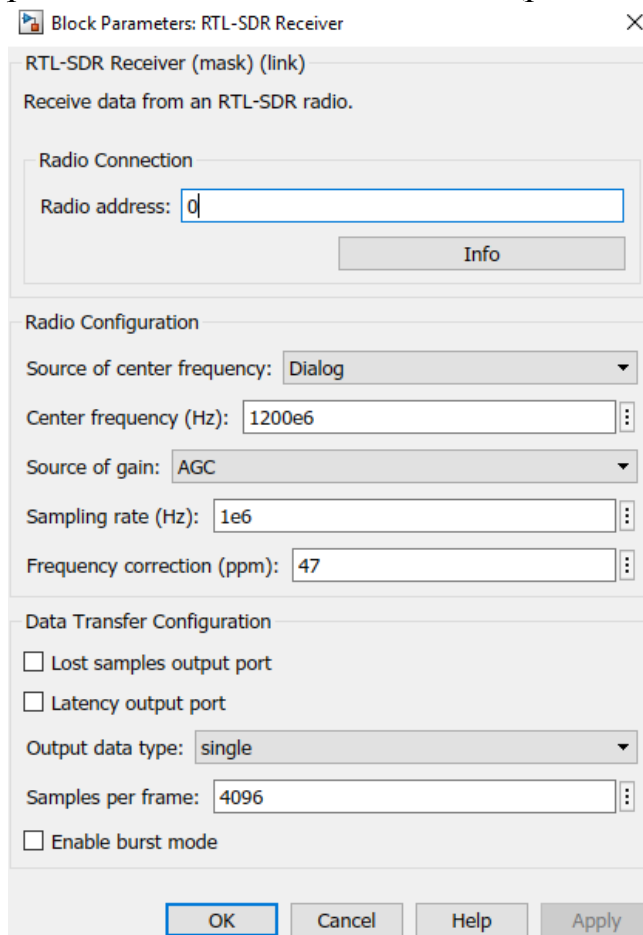 Block Parameters: RTL-SDR Receiver
RTL-SDR Receiver (mask) (link)
Receive data from an RTL-SDR radio.
Radio Connection
Radio address: 0
Info
Radio Configuration
Source of center frequency: Dialog
Center frequency (Hz): 1200e6
Source of gain: AGC
Sampling rate (Hz): 1e6
Frequency correction (ppm): 47
Data Transfer Configuration
Lost samples output port
Latency output port
Output data type: single
Samples per frame: 4096
Enable burst mode
OK Cancel Help Apply